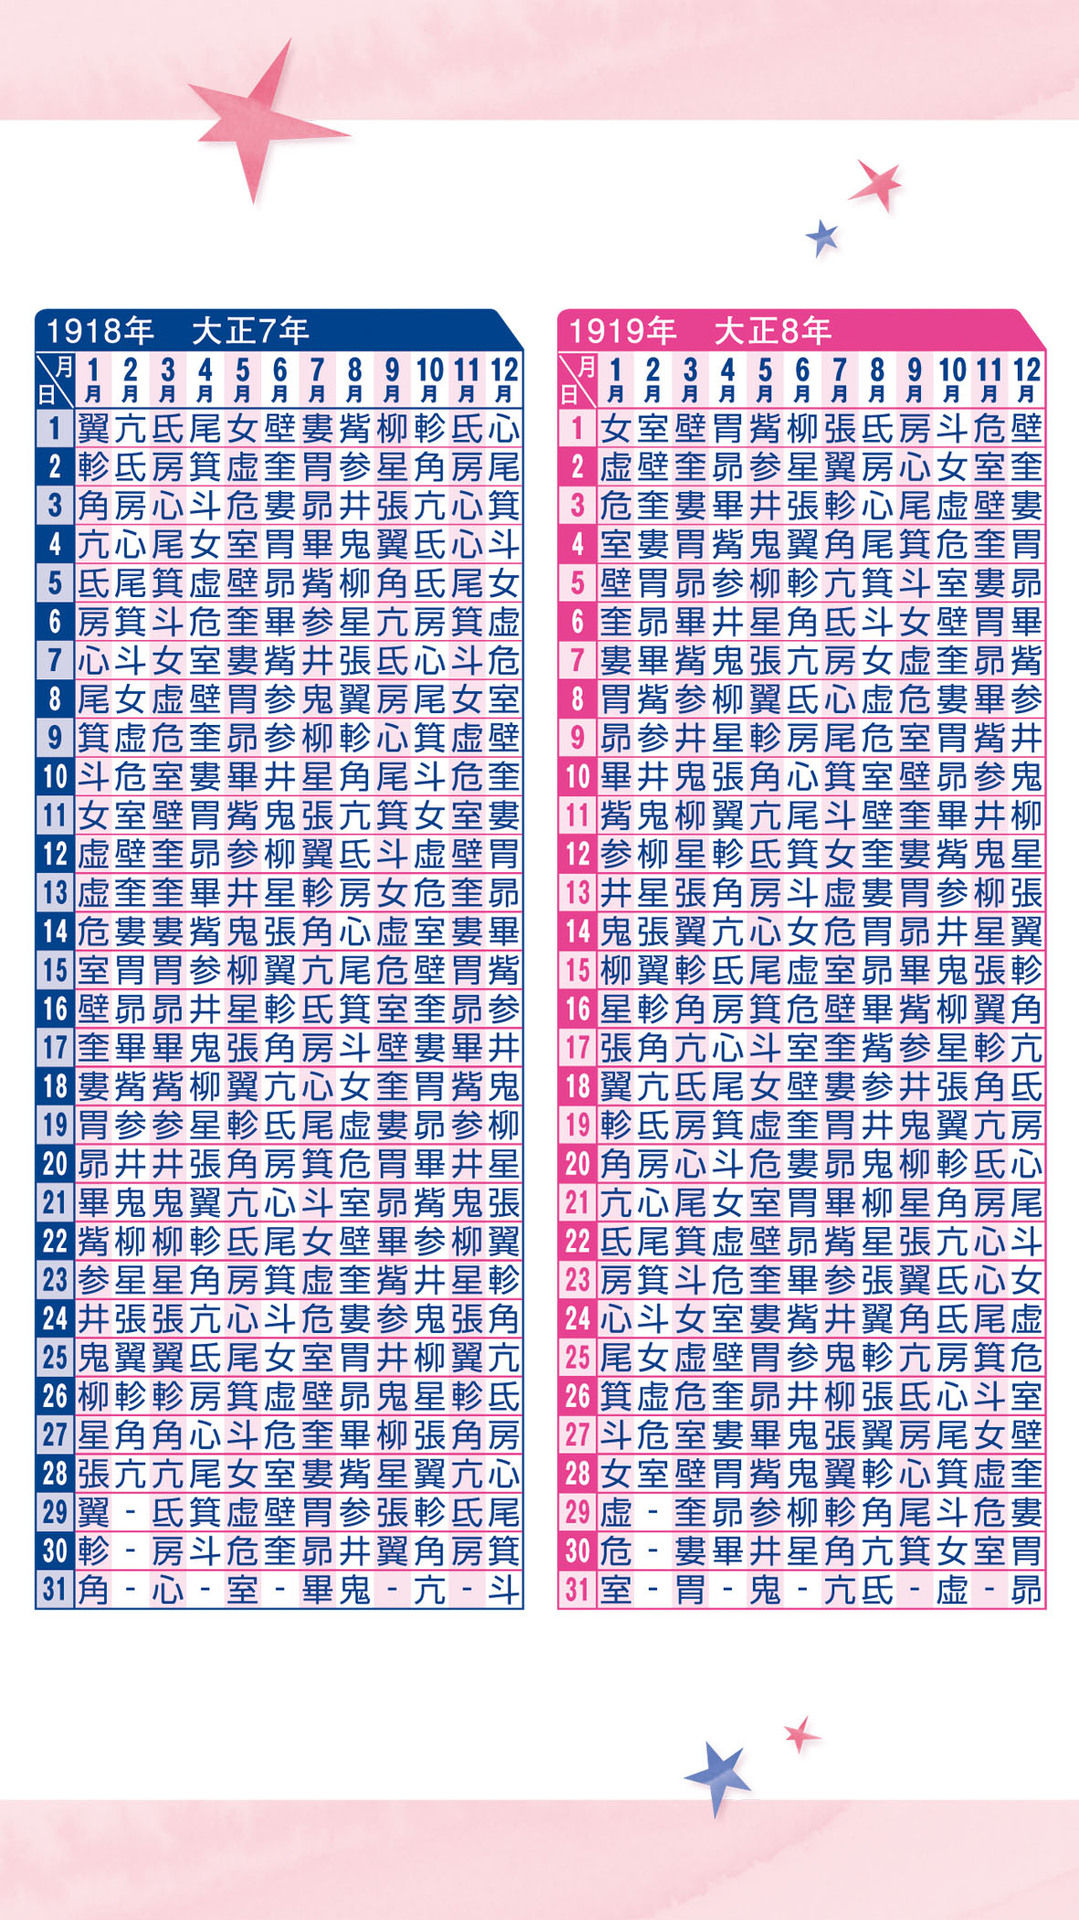 1918年 大正7年
月 1月 2月 3月 4月 5月 6月 7月 8月 9月 10月 11月 12月
日
1 翼 亢 氐 尾 女 壁 婁 觜 柳 軫 氐 心
2 軫 氐 房 箕 虚 奎 胃 参 星 角 房 尾
3 角 房 心 斗 危 婁 昴 井 張 亢 心 箕
4 亢 心 尾 女 室 胃 畢 鬼 翼 氐 心 斗
5 氐 尾 箕 虚 壁 昴 觜 柳 角 氐 尾 女
6 房 箕 斗 危 奎 畢 参 星 亢 房 箕 虚
7 心 斗 女 室 婁 觜 井 張 氐 心 斗 危
8 尾 女 虚 壁 胃 参 鬼 翼 房 尾 女 室
9 箕 虚 危 奎 昴 参 柳 軫 心 箕 虚 壁
10 斗 危 室 婁 畢 井 星 角 尾 斗 危 奎
11 女 室 壁 胃 觜 鬼 張 亢 箕 女 室 婁
12 虚 壁 奎 昴 参 柳 翼 氐 斗 虚 壁 胃
13 虚 奎 奎 畢 井 星 軫 房 女 危 奎 昴
14 危 婁 婁 觜 鬼 張 角 心 虚 室 婁 畢
15 室 胃 胃 参 柳 翼 亢 尾 危 壁 胃 觜
16 壁 昴 昴 井 星 軫 氐 箕 室 奎 昴 参
17 奎 畢 畢 鬼 張 角 房 斗 壁 婁 畢 井
18 婁 觜 觜 柳 翼 亢 心 女 奎 胃 觜 鬼
19 胃 参 参 星 軫 氐 尾 虚 婁 昴 参 柳
20 昴 井 井 張 角 房 箕 危 胃 畢 井 星
21 畢 鬼 鬼 翼 亢 心 斗 室 昴 觜 鬼 張
22 觜 柳 柳 軫 氐 尾 女 壁 畢 参 柳 翼
23 参 星 星 角 房 箕 虚 奎 觜 井 星 軫
24 井 張 張 亢 心 斗 危 婁 参 鬼 張 角
25 鬼 翼 翼 氐 尾 女 室 胃 井 柳 翼 亢
26 柳 軫 軫 房 箕 虚 壁 昴 鬼 星 軫 氐
27 星 角 角 心 斗 危 奎 畢 柳 張 角 房
28 張 亢 亢 尾 女 室 婁 觜 星 翼 亢 心
29 翼 - 氐 箕 虚 壁 胃 参 張 軫 氐 尾
30 軫 - 房 斗 危 奎 昴 井 翼 角 房 箕
31 角 - 心 - 室 - 畢 鬼 - 亢 - 斗
1919年 大正8年
月 1月 2月 3月 4月 5月 6月 7月 8月 9月 10月 11月 12月
日
1 女 室 壁 胃 觜 柳 張 氐 房 斗 危 壁
2 虚 壁 奎 昴 参 星 翼 房 心 女 室 奎
3 危 奎 婁 畢 井 張 軫 心 尾 虚 壁 婁
4 室 婁 胃 觜 鬼 翼 角 尾 箕 危 奎 胃
5 壁 胃 昴 参 柳 軫 亢 箕 斗 室 婁 昴
6 奎 昴 畢 井 星 角 氐 斗 女 壁 胃 畢
7 婁 畢 觜 鬼 張 亢 房 女 虚 奎 昴 觜
8 胃 觜 参 柳 翼 氐 心 虚 危 婁 畢 参
9 昴 参 井 星 軫 房 尾 危 室 胃 觜 井
10 畢 井 鬼 張 角 心 箕 室 壁 昴 参 鬼
11 觜 鬼 柳 翼 亢 尾 斗 壁 奎 畢 井 柳
12 参 柳 星 軫 氐 箕 女 奎 婁 觜 鬼 星
13 井 星 張 角 房 斗 虚 婁 胃 参 柳 張
14 鬼 張 翼 亢 心 女 危 胃 昴 井 星 翼
15 柳 翼 軫 氐 尾 虚 室 昴 畢 鬼 張 軫
16 星 軫 角 房 箕 危 壁 畢 觜 柳 翼 角
17 張 角 亢 心 斗 室 奎 觜 参 星 軫 亢
18 翼 亢 氐 尾 女 壁 婁 参 井 張 角 氐
19 軫 氐 房 箕 虚 奎 胃 井 鬼 翼 亢 房
20 角 房 心 斗 危 婁 昴 鬼 柳 軫 氐 心
21 亢 心 尾 女 室 胃 畢 柳 星 角 房 尾
22 氐 尾 箕 虚 壁 昴 觜 星 張 亢 心 斗
23 房 箕 斗 危 奎 畢 参 張 翼 氐 心 女
24 心 斗 女 室 婁 觜 井 翼 角 氐 尾 虚
25 尾 女 虚 壁 胃 参 鬼 軫 亢 房 箕 危
26 箕 虚 危 奎 昴 井 柳 張 氐 心 斗 室
27 斗 危 室 婁 畢 鬼 張 翼 房 尾 女 壁
28 女 室 壁 胃 觜 鬼 翼 軫 心 箕 虚 奎
29 虚 - 奎 昴 参 柳 軫 角 尾 斗 危 婁
30 危 - 婁 畢 井 星 角 亢 箕 女 室 胃
31 室 - 胃 - 鬼 - 亢 氐 - 虚 - 昴